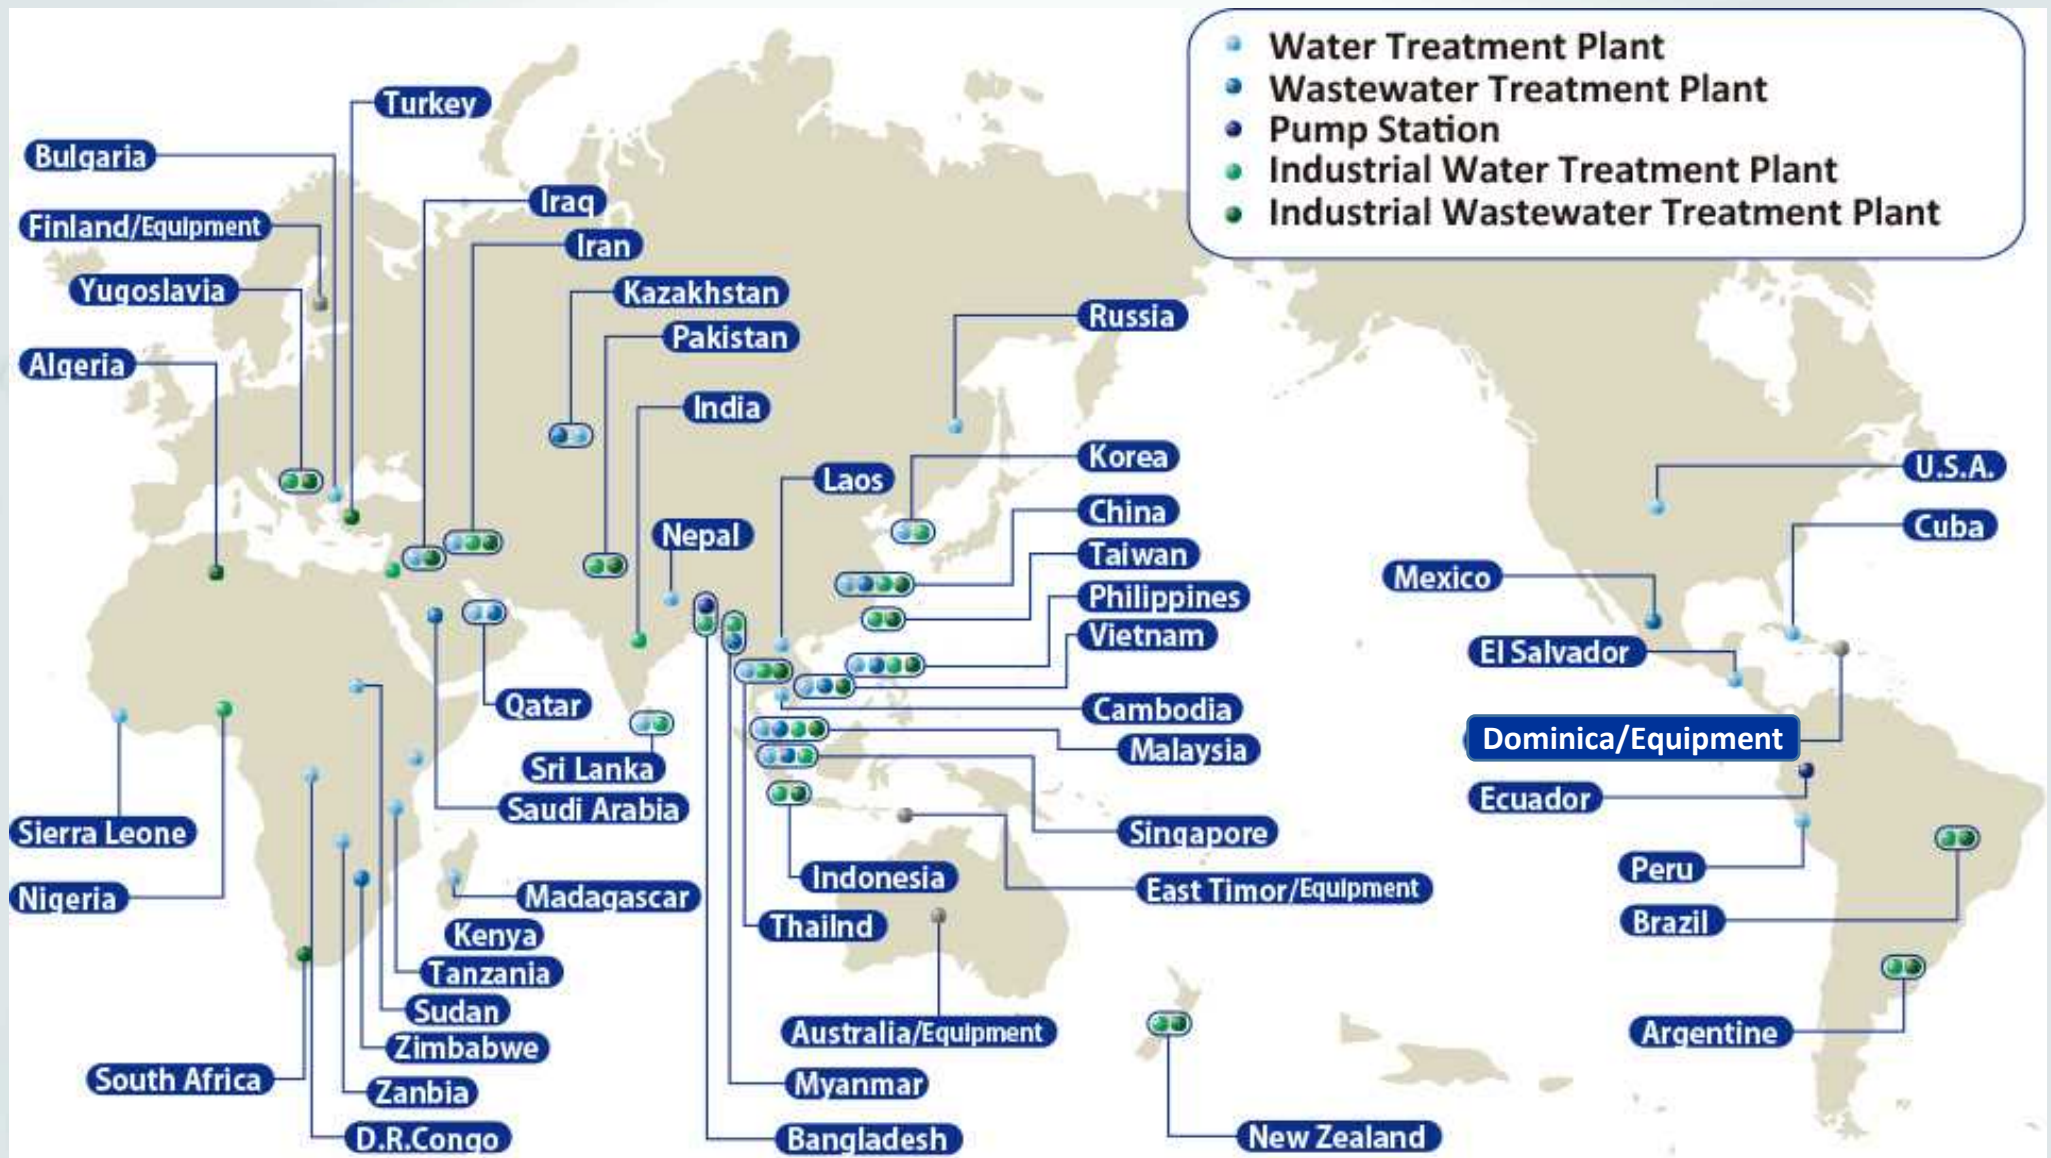 Water Treatment Plant
Wastewater Treatment Plant
Pump Station
Industrial Water Treatment Plant
Industrial Wastewater Treatment Plant
Turkey
Bulgaria
Iraq
Finland/Equipment
Iran
Yugoslavia
Kazakhstan
Russia
Pakistan
Algeria
India
Korea
U.S.A.
Laos
China
Cuba
Nepal
Taiwan
Mexico
Philippines
Vietnam
El Salvador
Qatar
Cambodia
Dominica/Equipment
Malaysia
Sri Lanka
Ecuador
Saudi Arabia
Sierra Leone
Singapore
Peru
Indonesia
East Timor/Equipment
Nigeria
Madagascar
Brazil
Thailnd
Kenya
Tanzania
Sudan
Australia/Equipment
Argentine
Zimbabwe
South Africa
Myanmar
Zanbia
D.R.Congo
Bangladesh
New Zealand